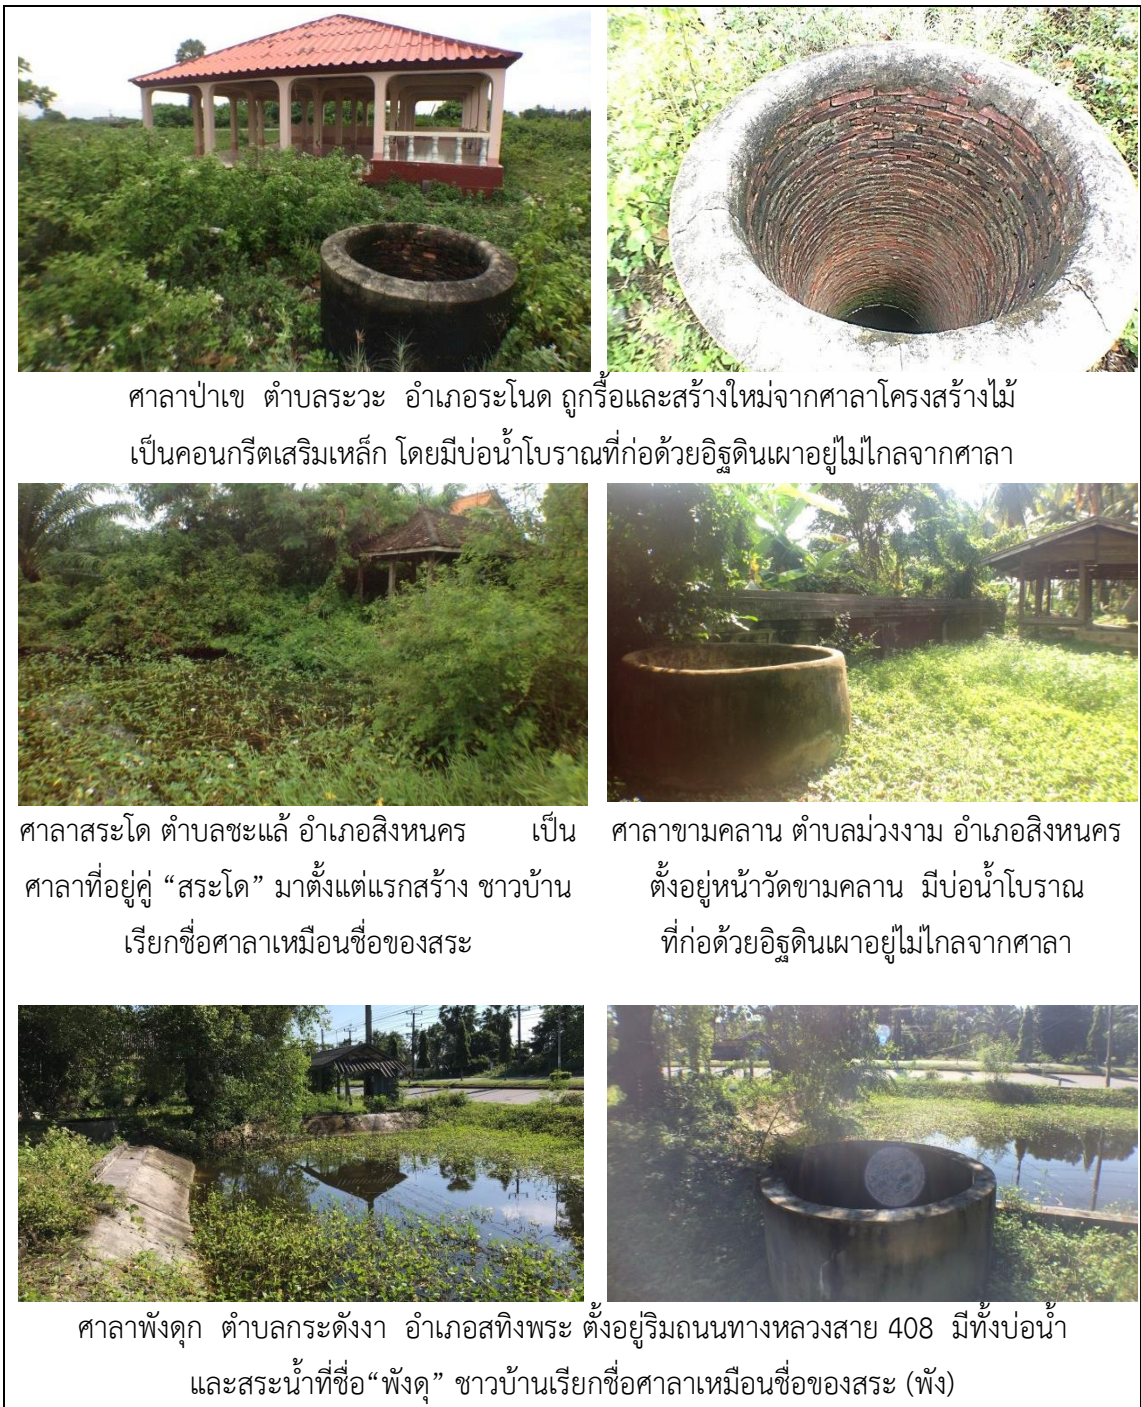 ศาลาป่าเข ตำบลระวะ อำเภอระโนด ถูกรื้อและสร้างใหม่จากศาลาโครงสร้างไม้
เป็นคอนกรีตเสริมเหล็ก โดยมีบ่อน้ำโบราณที่ก่อด้วยอิฐดินเผาอยู่ไม่ไกลจากศาลา
ศาลาสระโด ตำบลชะแล้ อำเภอสิงหนคร เป็น
ศาลาที่อยู่คู่ “สระโด” มาตั้งแต่แรกสร้าง ชาวบ้าน
เรียกชื่อศาลาเหมือนชื่อของสระ
ศาลาขามคลาน ตำบลม่วงงาม อำเภอสิงหนคร
ตั้งอยู่หน้าวัดขามคลาน มีบ่อน้ำโบราณ
ที่ก่อด้วยอิฐดินเผาอยู่ไม่ไกลจากศาลา
ศาลาพังดุก ตำบลกระดังงา อำเภอสทิงพระ ตั้งอยู่ริมถนนทางหลวงสาย 408 มีทั้งบ่อน้ำ
และสระน้ำที่ชื่อ“พังดุ” ชาวบ้านเรียกชื่อศาลาเหมือนชื่อของสระ (พัง)